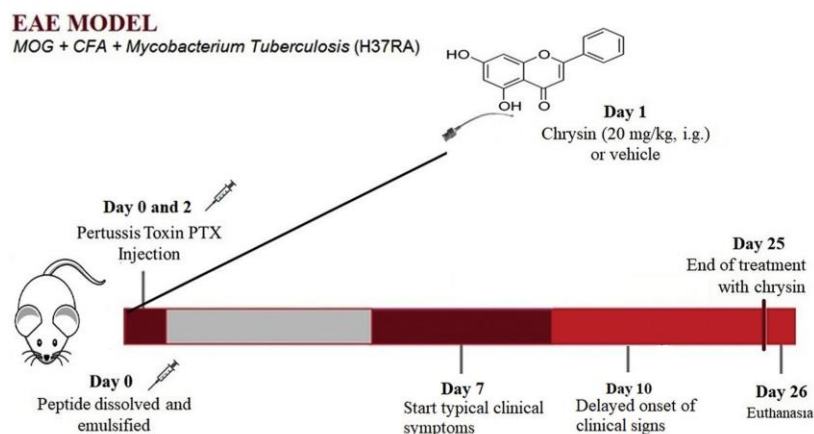 EAE MODEL
MOG + CFA + Mycobacterium Tuberculosis (H37RA)
HO
O
OH
O
Day 1
Chrysin (20 mg/kg, i.g.)
or vehicle
Day 0 and 2
Pertussis Toxin PTX
Injection
Day 25
End of treatment
with chrysin
Day 0
Peptide dissolved and
emulsified
Day 7
Start typical clinical
symptoms
Day 10
Delayed onset of
clinical signs
Day 26
Euthanasia